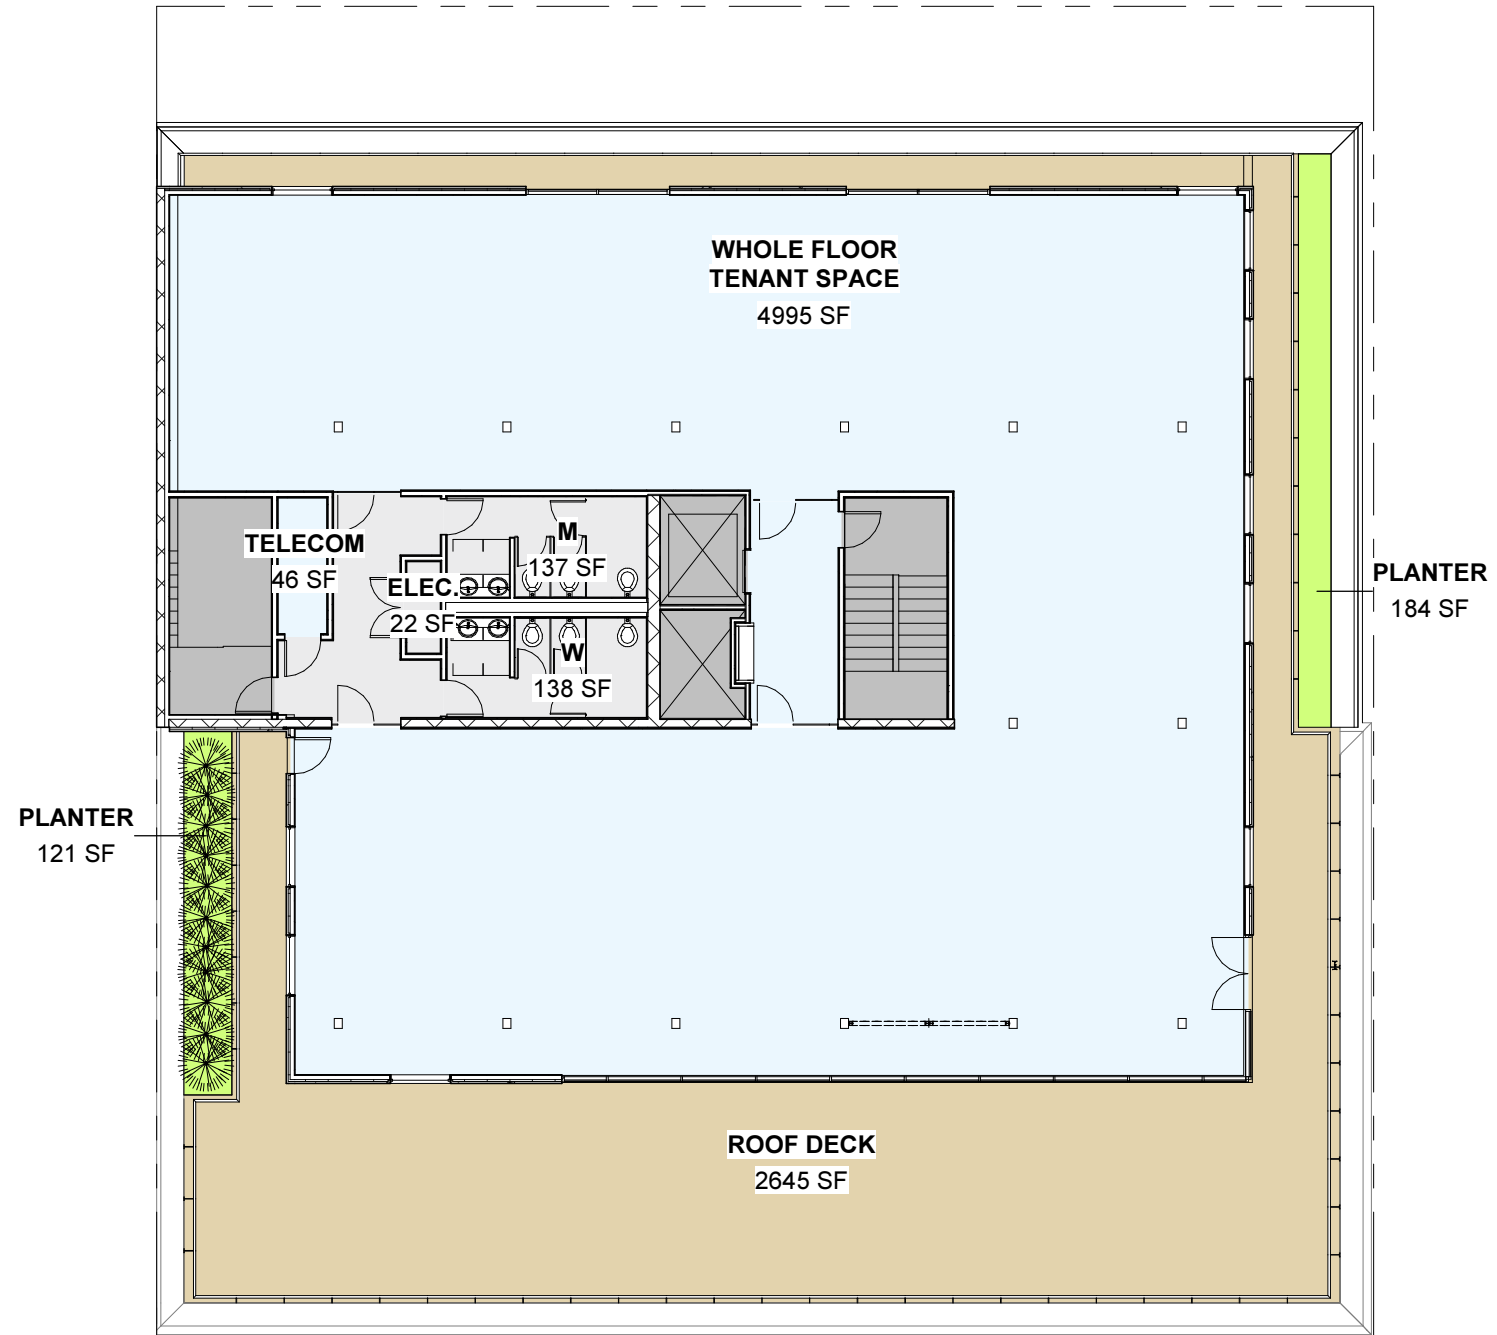 WHOLE FLOOR
TENANT SPACE
4995 SF
M
137 SF
TELECOM
46 SF
ELEC.
22 SF
W
138 SF
PLANTER
184 SF
PLANTER
121 SF
ROOF DECK
2645 SF